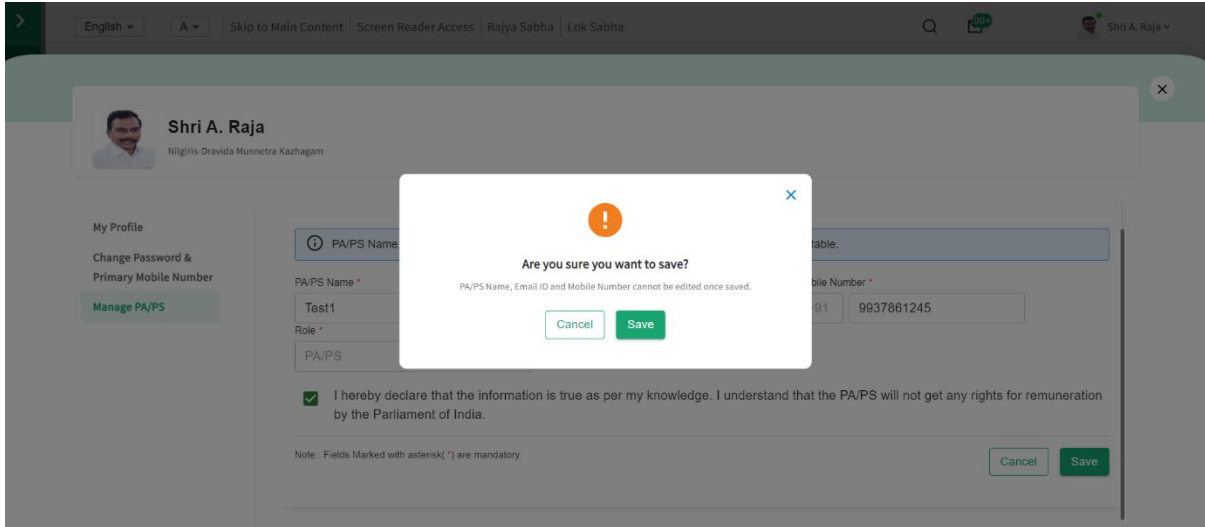 English A Skip to Main Content Screen Reader Access Rajya Sabha Lok Sabha 99+ Shri A. Raja
Shri A. Raja
Nilgiris-Dravida Munnetra Kazhagam
My Profile
Change Password &
Primary Mobile Number
Manage PA/PS
PA/PS Name
table.
PA/PS Name *
bile Number *
Test1
-91 9937861245
Role *
PA/PS
Are you sure you want to save?
PA/PS Name, Email ID and Mobile Number cannot be edited once saved.
Cancel Save
I hereby declare that the information is true as per my knowledge. I understand that the PA/PS will not get any rights for remuneration
by the Parliament of India.
Note : Fields Marked with asterisk( *) are mandatory
Cancel Save